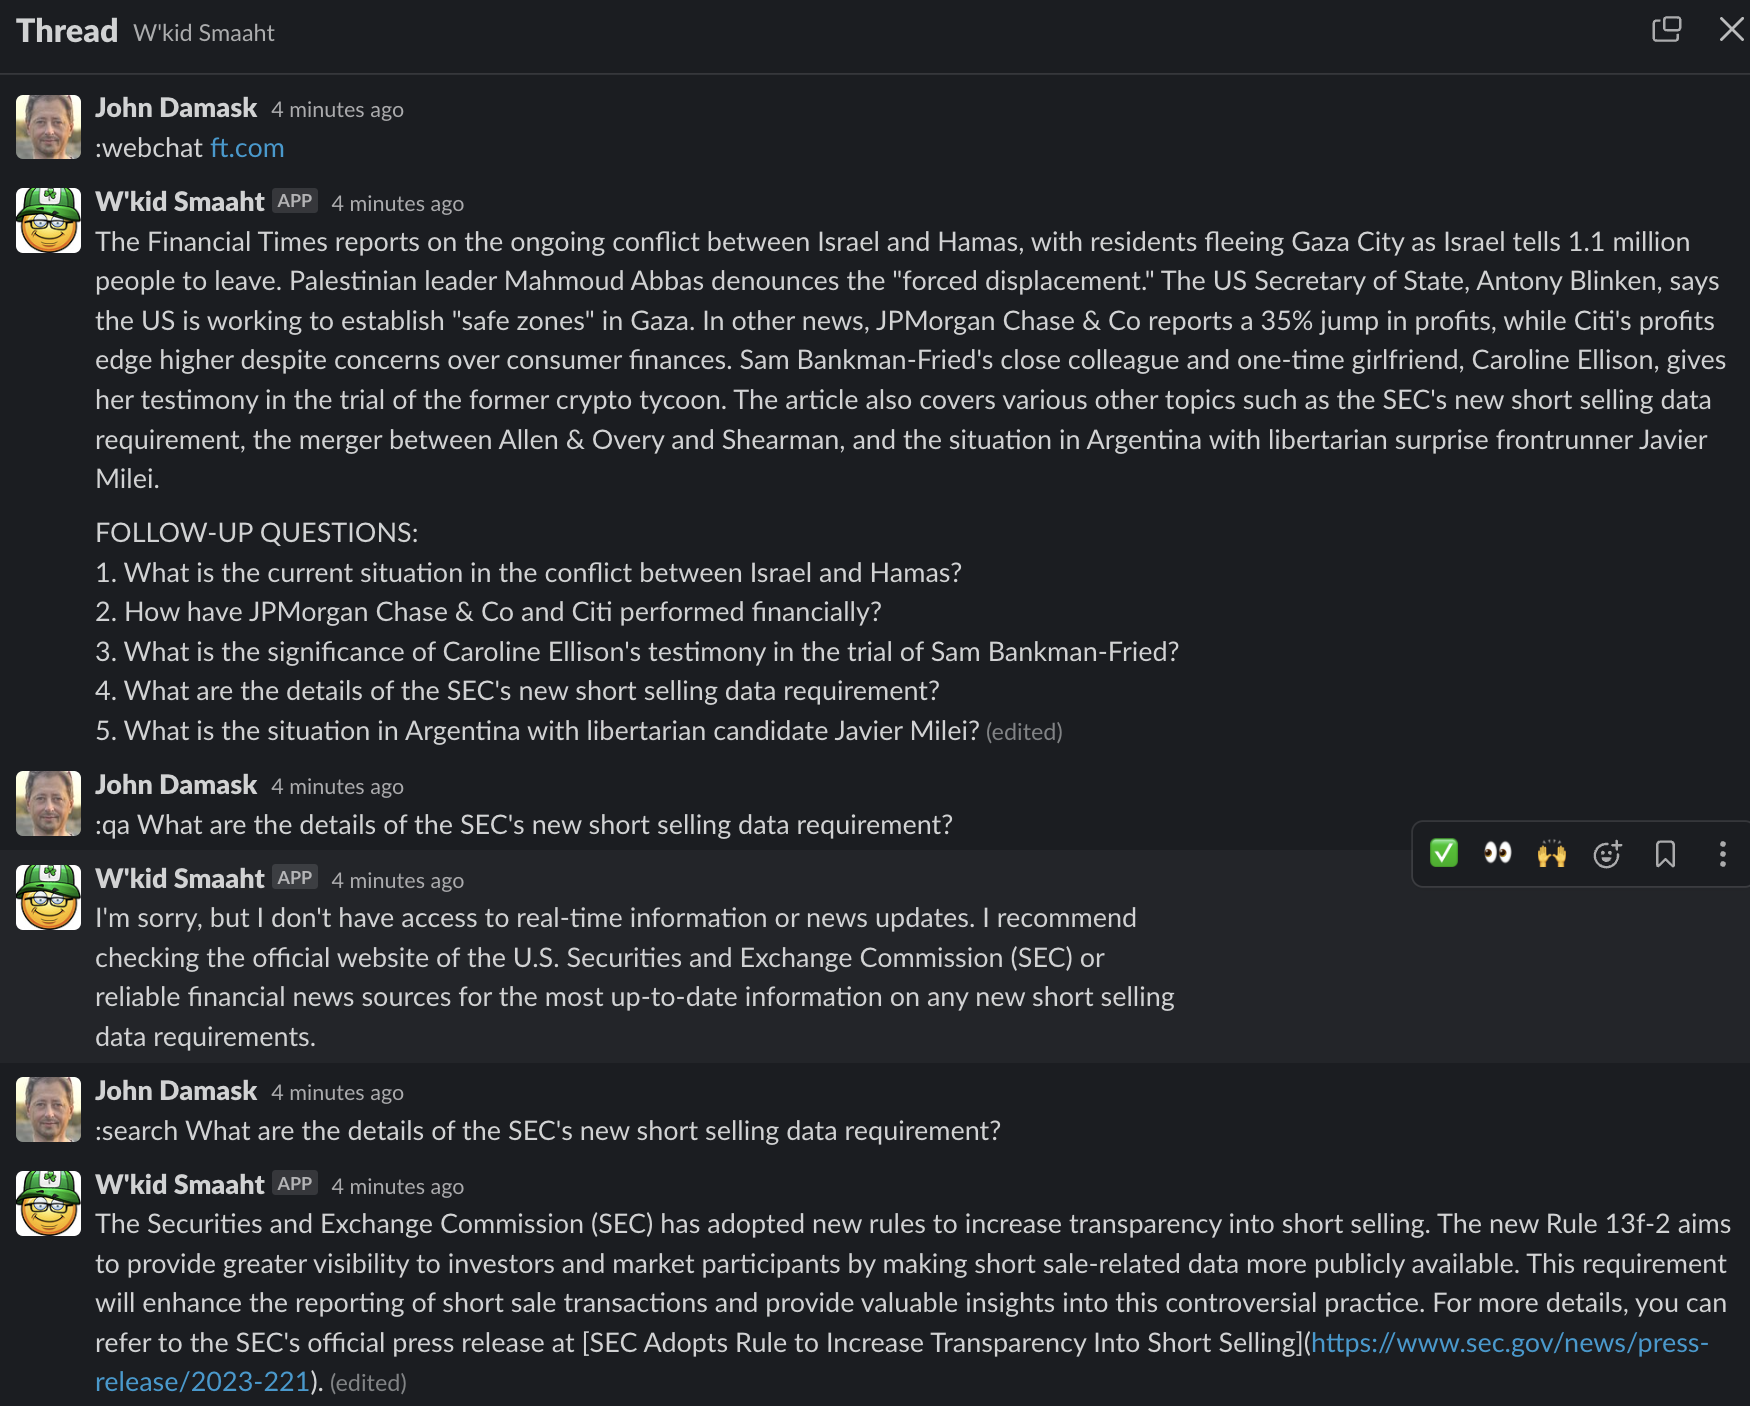 Thread W'kid Smaaht
John Damask 4 minutes ago
:webchat ft.com
W'kid Smaaht APP 4 minutes ago
The Financial Times reports on the ongoing conflict between Israel and Hamas, with residents fleeing Gaza City as Israel tells 1.1 million
people to leave. Palestinian leader Mahmoud Abbas denounces the "forced displacement." The US Secretary of State, Antony Blinken, says
the US is working to establish "safe zones" in Gaza. In other news, JPMorgan Chase & Co reports a 35% jump in profits, while Citi's profits
edge higher despite concerns over consumer finances. Sam Bankman-Fried's close colleague and one-time girlfriend, Caroline Ellison, gives
her testimony in the trial of the former crypto tycoon. The article also covers various other topics such as the SEC's new short selling data
requirement, the merger between Allen & Overy and Shearman, and the situation in Argentina with libertarian surprise frontrunner Javier
Milei.
FOLLOW-UP QUESTIONS:
1. What is the current situation in the conflict between Israel and Hamas?
2. How have JPMorgan Chase & Co and Citi performed financially?
3. What is the significance of Caroline Ellison's testimony in the trial of Sam Bankman-Fried?
4. What are the details of the SEC's new short selling data requirement?
5. What is the situation in Argentina with libertarian candidate Javier Milei? (edited)
John Damask 4 minutes ago
:qa What are the details of the SEC's new short selling data requirement?
W'kid Smaaht APP 4 minutes ago
I'm sorry, but I don't have access to real-time information or news updates. I recommend
checking the official website of the U.S. Securities and Exchange Commission (SEC) or
reliable financial news sources for the most up-to-date information on any new short selling
data requirements.
John Damask 4 minutes ago
:search What are the details of the SEC's new short selling data requirement?
W'kid Smaaht APP 4 minutes ago
The Securities and Exchange Commission (SEC) has adopted new rules to increase transparency into short selling. The new Rule 13f-2 aims
to provide greater visibility to investors and market participants by making short sale-related data more publicly available. This requirement
will enhance the reporting of short sale transactions and provide valuable insights into this controversial practice. For more details, you can
refer to the SEC's official press release at [SEC Adopts Rule to Increase Transparency Into Short Selling](https://www.sec.gov/news/press-
release/2023-221). (edited)